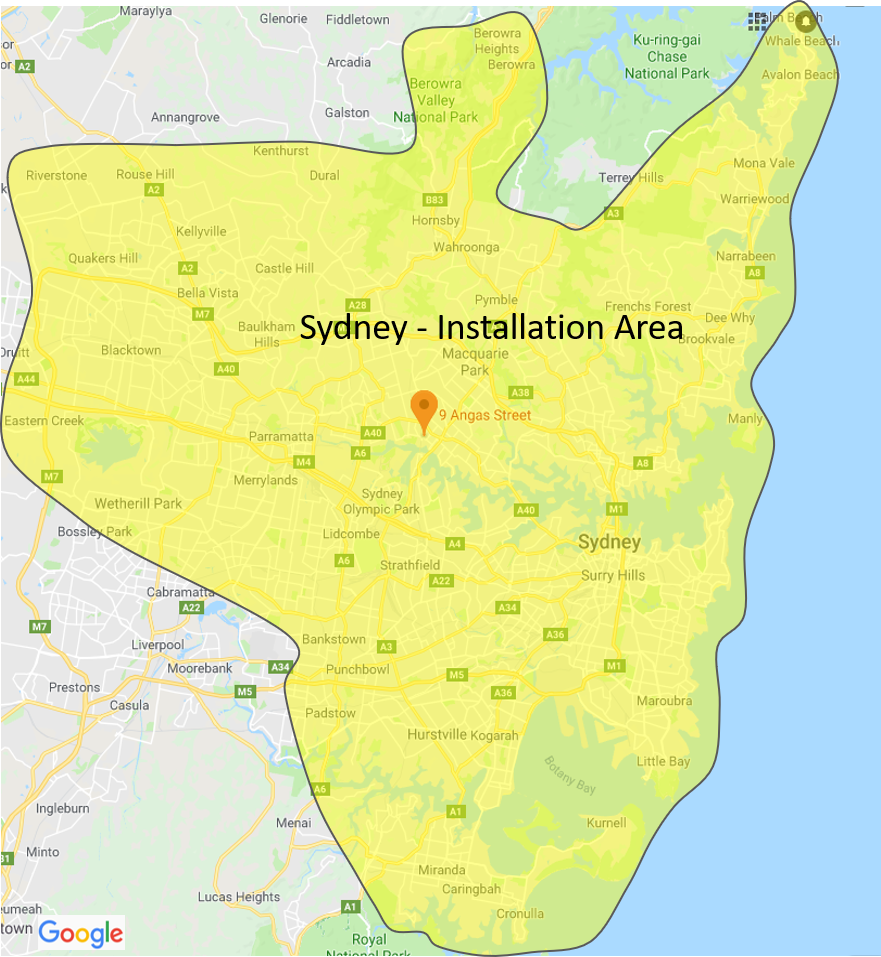 Maraylya
Glenorie
Fiddletown
Berowra
Heights
Berowra
Ku-ring-gai
Chase
National Park
Whale Beach
Avalon Beach
A2
Arcadia
Berowra
Valley
National Park
Annangrove
Galston
Kenthurst
Riverstone
Rouse Hill
Dural
Terrey Hills
Mona Vale
A2
B83
Warriewood
A3
Hornsby
Kellyville
Wahroonga
Quakers Hill
Castle Hill
Narrabeen
A2
A8
Bella Vista
A28
Pymble
Frenchs Forest
M7
Dee Why
Baulkham
Hills
Sydney - Installation Area
Brookvale
Blacktown
Macquarie
Park
A40
A44
A38
9 Angas Street
Eastern Creek
Manly
Parramatta
A40
A6
M4
A8
M7
Merrylands
Wetherill Park
Sydney
Olympic Park
A40
M1
Bossley Park
Lidcombe
A4
Sydney
A6
Strathfield
A22
Surry Hills
Cabramatta
A22
A34
M7
Bankstown
A3
A36
Liverpool
Moorebank
A34
Punchbowl
M5
M1
Prestons
M5
A36
Casula
Padstow
Maroubra
Hurstville
Kogarah
Little Bay
Botany Bay
A6
Ingleburn
Menai
A1
Kurnell
Minto
Miranda
Caringbah
Lucas Heights
A1
Cronulla
Google
Royal
National Park